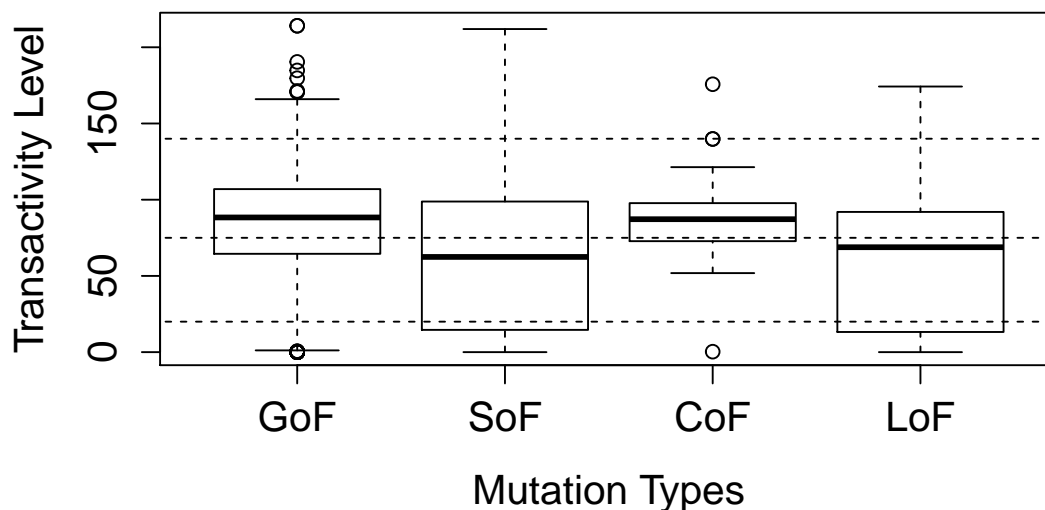 Transactivity Level
150
50
0
GoF SoF CoF LoF
Mutation Types